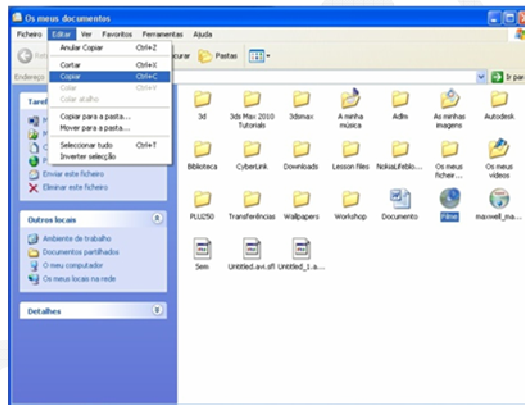 Os meus documentos
Ficheiro Editar Ver Favoritos Ferramentas Ajuda
Anular Copiar Ctrl+Z
Cortar Ctrl+X
Copiar Ctrl+C
Colar Ctrl+V
Colar atalho
Copiar para a pasta...
Mover para a pasta...
Seleccionar tudo Ctrl+T
Inverter selecção
Pastas
Endereço Ir para
Enviar este ficheiro
Eliminar este ficheiro
Outros locais
Ambiente de trabalho
Documentos partilhados
O meu computador
Os meus locais na rede
Detalhes
3d 3ds Max 2010 Tutorials 3dsmax A minha música Adlm As minhas imagens Autodesk
Biblioteca CyberLink Downloads Lesson Files NokiaLifeblo... Os meus ficheir... Os meus vídeos
PLU250 Transferências Wallpapers Workshop Documento Filme maxwell_ma...
Sem Untitled.avi.sfl Untitled_1.a...